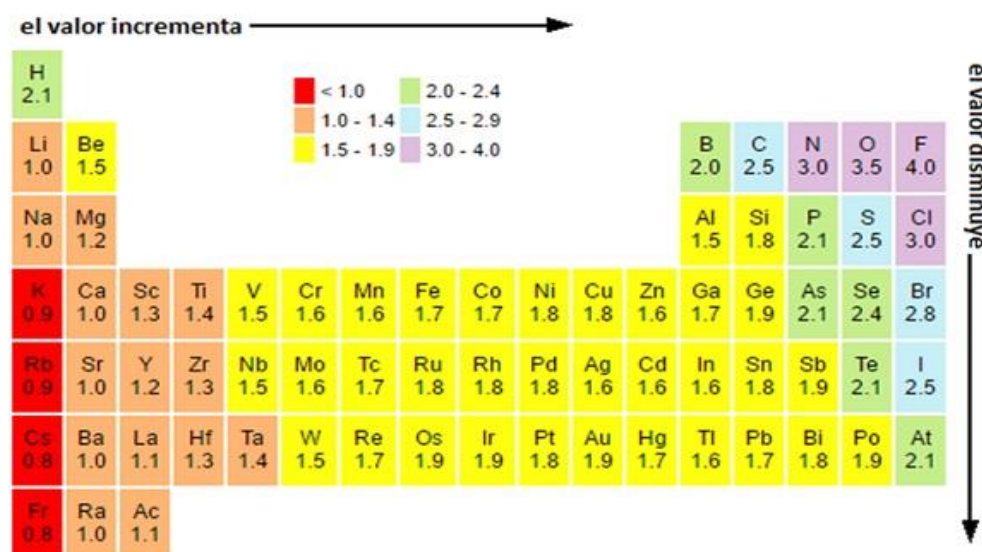 el valor incrementa
el valor disminuye
< 1.0 2.0 - 2.4
1.0 - 1.4 2.5 - 2.9
1.5 - 1.9 3.0 - 4.0
H
2.1
Li Be B C N O F
1.0 1.5 2.0 2.5 3.0 3.5 4.0
Na Mg Al Si P S Cl
1.0 1.2 1.5 1.8 2.1 2.5 3.0
K Ca Sc Ti V Cr Mn Fe Co Ni Cu Zn Ga Ge As Se Br
0.9 1.0 1.3 1.4 1.5 1.6 1.6 1.7 1.7 1.8 1.8 1.6 1.7 1.9 2.1 2.4 2.8
Rb Sr Y Zr Nb Mo Tc Ru Rh Pd Ag Cd In Sn Sb Te I
0.9 1.0 1.2 1.3 1.5 1.6 1.7 1.8 1.8 1.8 1.6 1.6 1.6 1.8 1.9 2.1 2.5
Cs Ba La Hf Ta W Re Os Ir Pt Au Hg Tl Pb Bi Po At
0.8 1.0 1.1 1.3 1.4 1.5 1.7 1.9 1.9 1.8 1.9 1.7 1.6 1.7 1.8 1.9 2.1
Fr Ra Ac
0.8 1.0 1.1